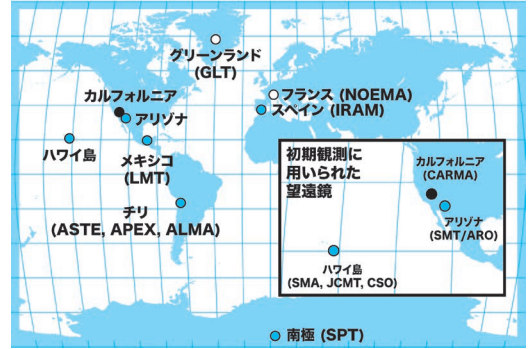 グリーンランド
(GLT)
カルフォルニア
アリゾナ
フランス (NOEMA)
スペイン (IRAM)
ハワイ島
メキシコ
(LMT)
チリ
(ASTE, APEX, ALMA)
初期観測に
用いられた
望遠鏡
カルフォルニア
(CARMA)
アリゾナ
(SMT/ARO)
ハワイ島
(SMA, JCMT, CSO)
南極 (SPT)